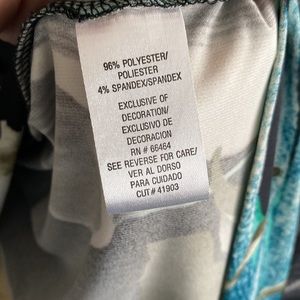 96% POLYESTER/
POLIESTER
4% SPANDEX/SPANDEX
EXCLUSIVE OF
DECORATION/
EXCLUSIVO DE
DECORACION
RN # 66464
SEE REVERSE FOR CARE/
VER AL DORSO
PARA CUIDADO
CUT# 41903